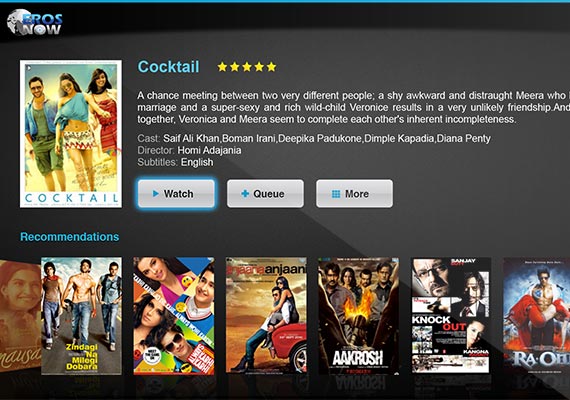 EROS
NOW
Cocktail
A chance meeting between two very different people; a shy awkward and distraught Meera who
marriage and a super-sexy and rich wild-child Veronice results in a very unlikely friendship.And
together, Veronica and Meera seem to complete each other's inherent incompleteness.
Cast: Saif Ali Khan,Boman Irani,Deepika Padukone,Dimple Kapadia,Diana Penty
Director: Homi Adajania
Subtitles: English
COCKTAIL
Watch
Queue
More
Recommendations
mausam
Zindagi
Na
Milegi
Dobara
anjaana anjaani
AAKROSH
SANJAY
DUTT
KNOCK
OUT
KANGNA
RA.ONE